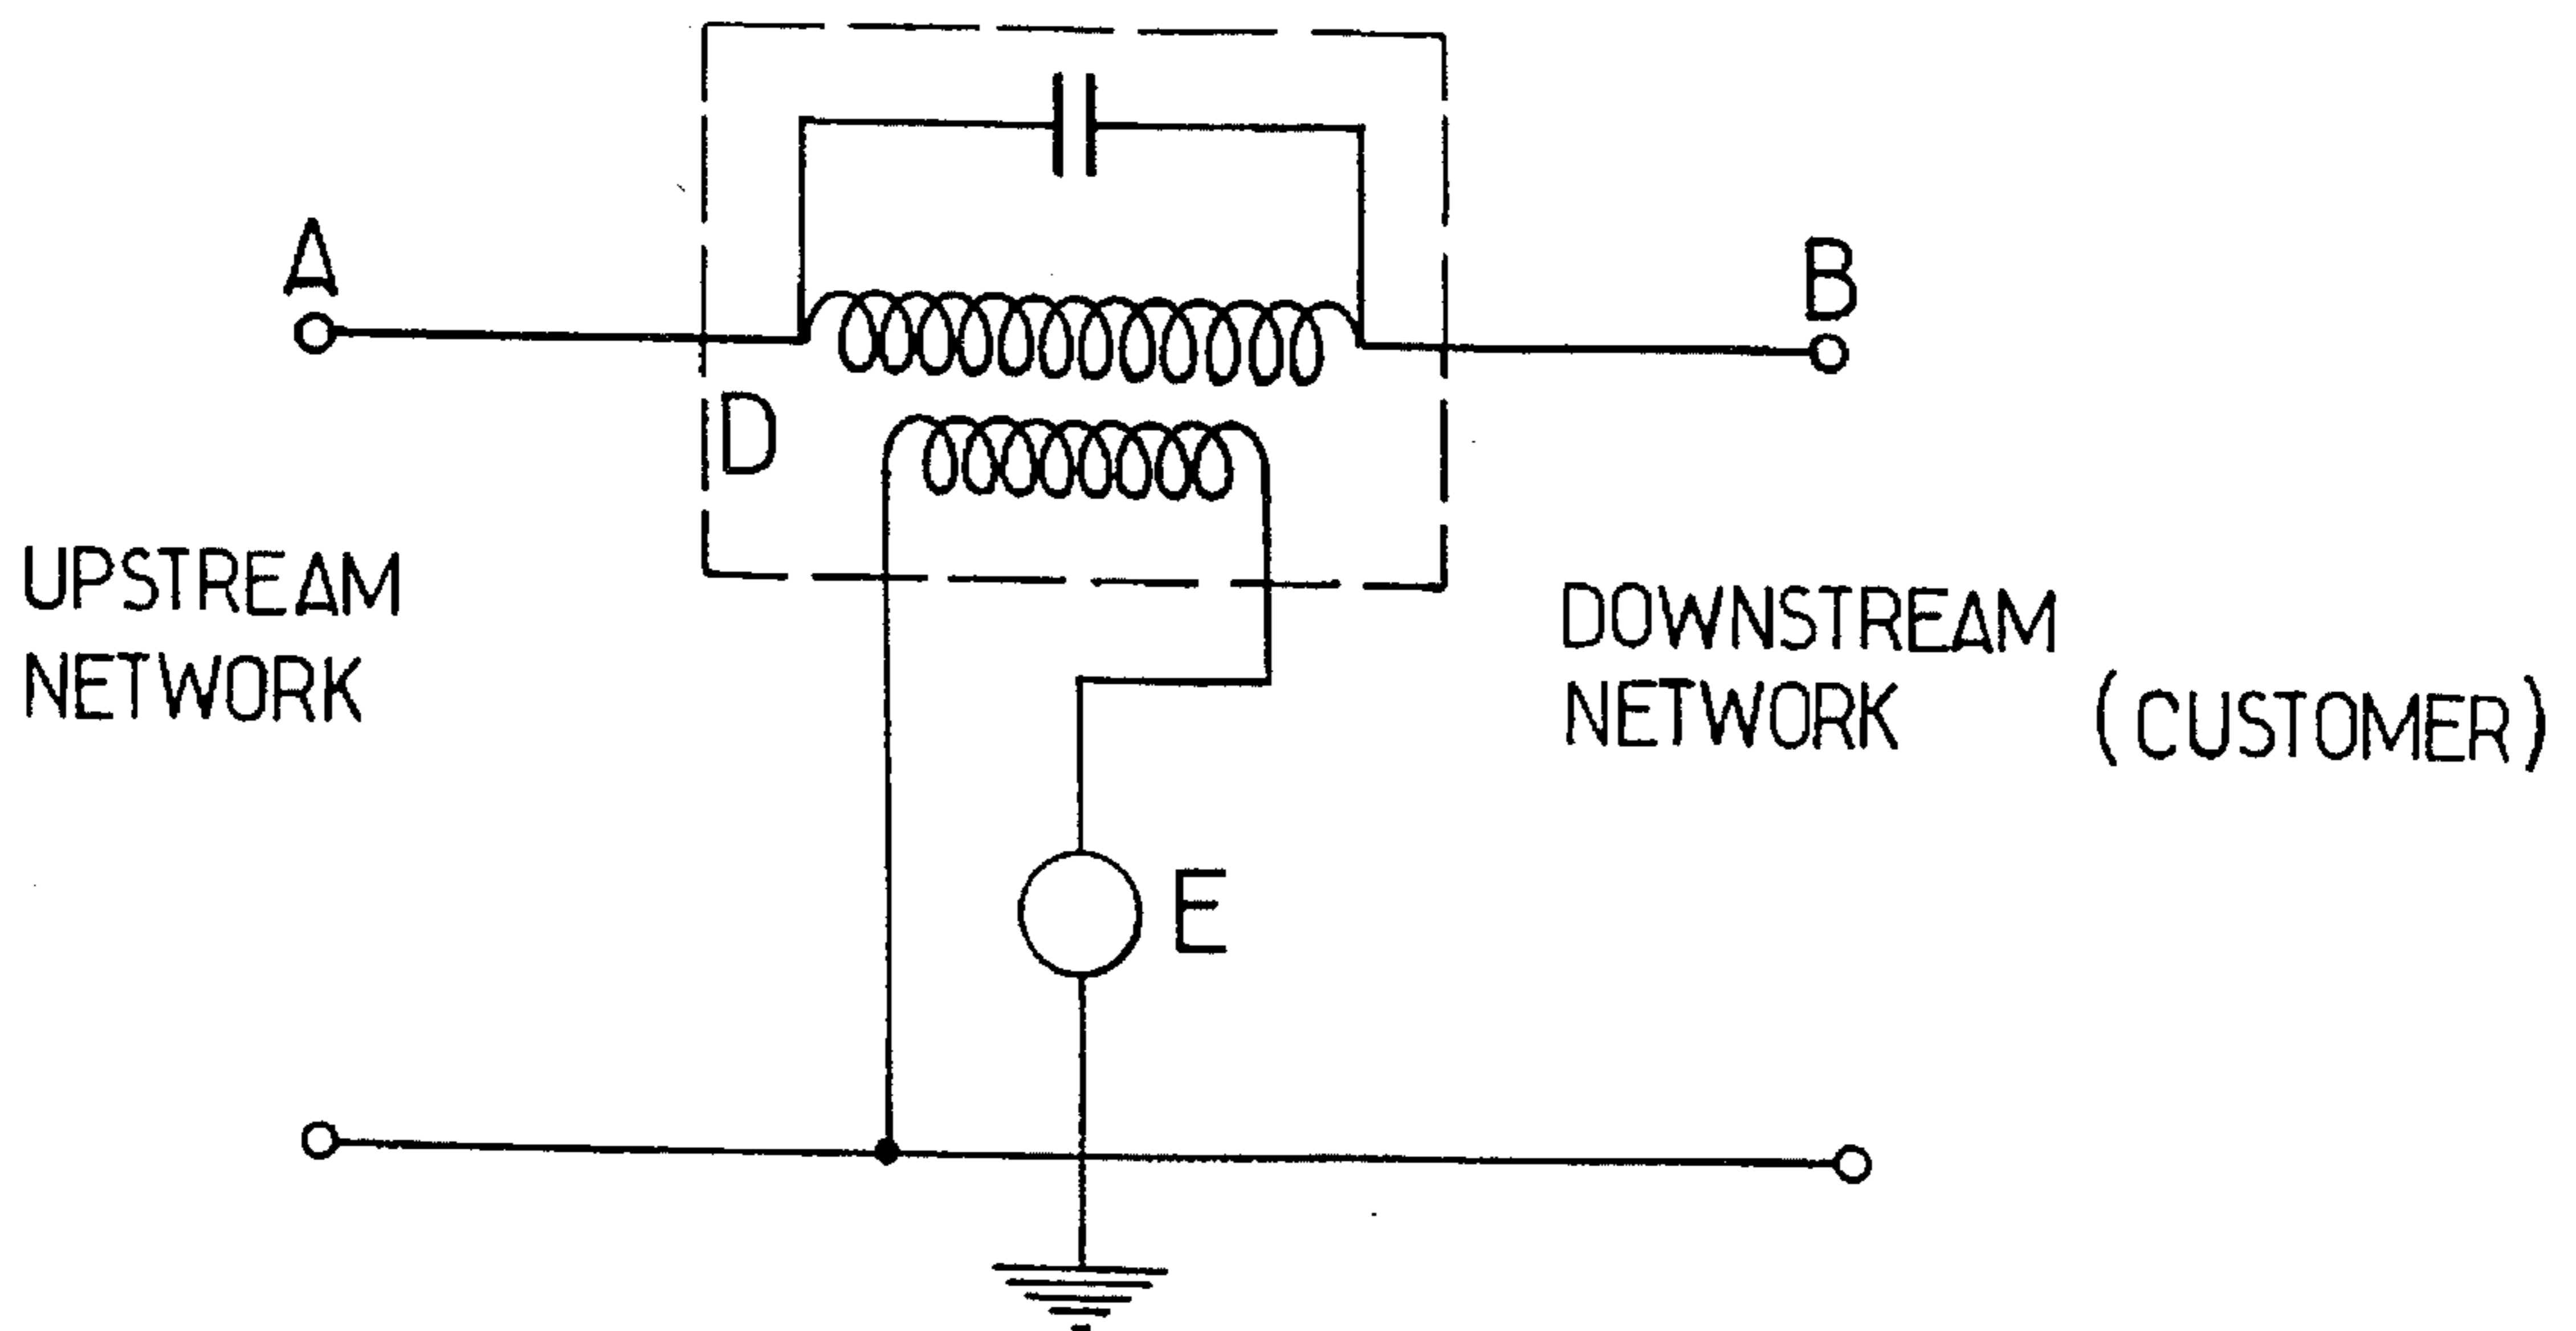 A
B
D
UPSTREAM
NETWORK
DOWNSTREAM
NETWORK (CUSTOMER)
E